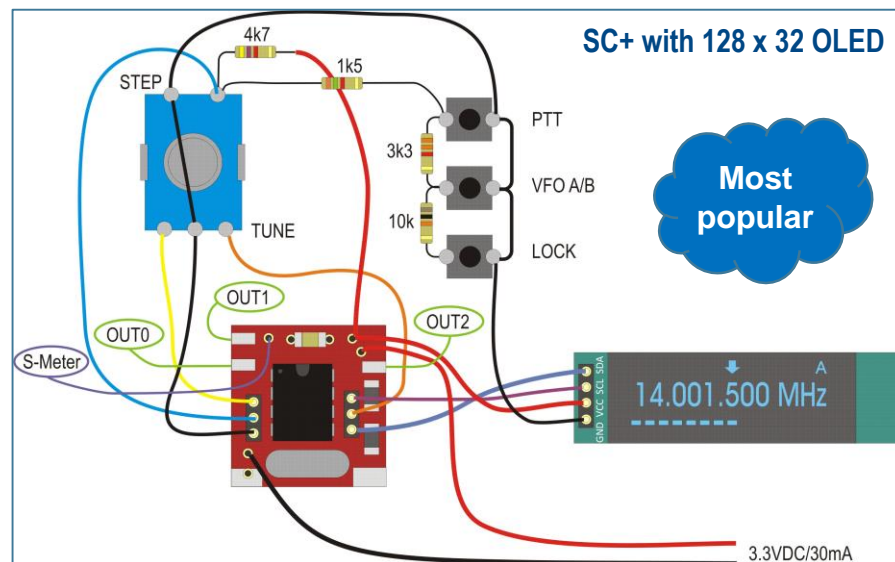 SC+ with 128 x 32 OLED
4k7
1k5
STEP
PTT
3k3
VFO A/B
Most
popular
10k
TUNE
LOCK
OUT1
OUT0
OUT2
S-Meter
SDA
SCL
VCC
GND
A
14.001.500 MHz
3.3VDC/30mA